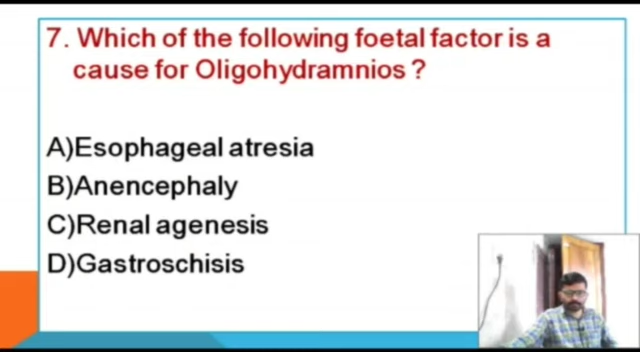 7. Which of the following foetal factor is a
cause for Oligohydramnios ?
A)Esophageal atresia
B)Anencephaly
C)Renal agenesis
D)Gastroschisis